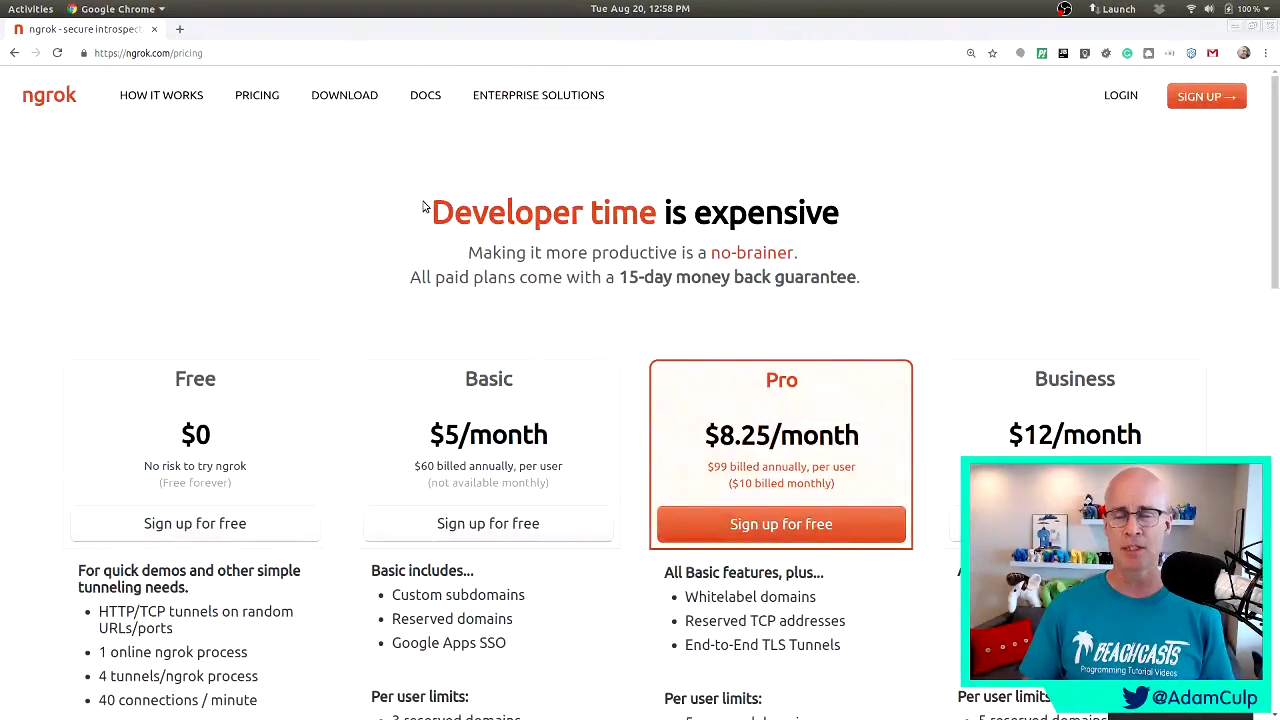 Activities
Google Chrome
Tue Aug 20, 12:58 PM
Launch
100%
ngrok - secure introspect
https://ngrok.com/pricing
ngrok
HOW IT WORKS
PRICING
DOWNLOAD
DOCS
ENTERPRISE SOLUTIONS
LOGIN
SIGN UP →
Developer time is expensive
Making it more productive is a no-brainer.
All paid plans come with a 15-day money back guarantee.
Free
$0
No risk to try ngrok
(Free forever)
Sign up for free
For quick demos and other simple
tunneling needs.
• HTTP/TCP tunnels on random
URLs/ports
• 1 online ngrok process
• 4 tunnels/ngrok process
• 40 connections / minute
Basic
$5/month
$60 billed annually, per user
(not available monthly)
Sign up for free
Basic includes...
• Custom subdomains
• Reserved domains
• Google Apps SSO
Per user limits:
Pro
$8.25/month
$99 billed annually, per user
($10 billed monthly)
Sign up for free
All Basic features, plus...
• Whitelabel domains
• Reserved TCP addresses
• End-to-End TLS Tunnels
Per user limits:
Business
$12/month
Per user limits
BEACHCASTS
Programming Tutorial Videos
@AdamCulp